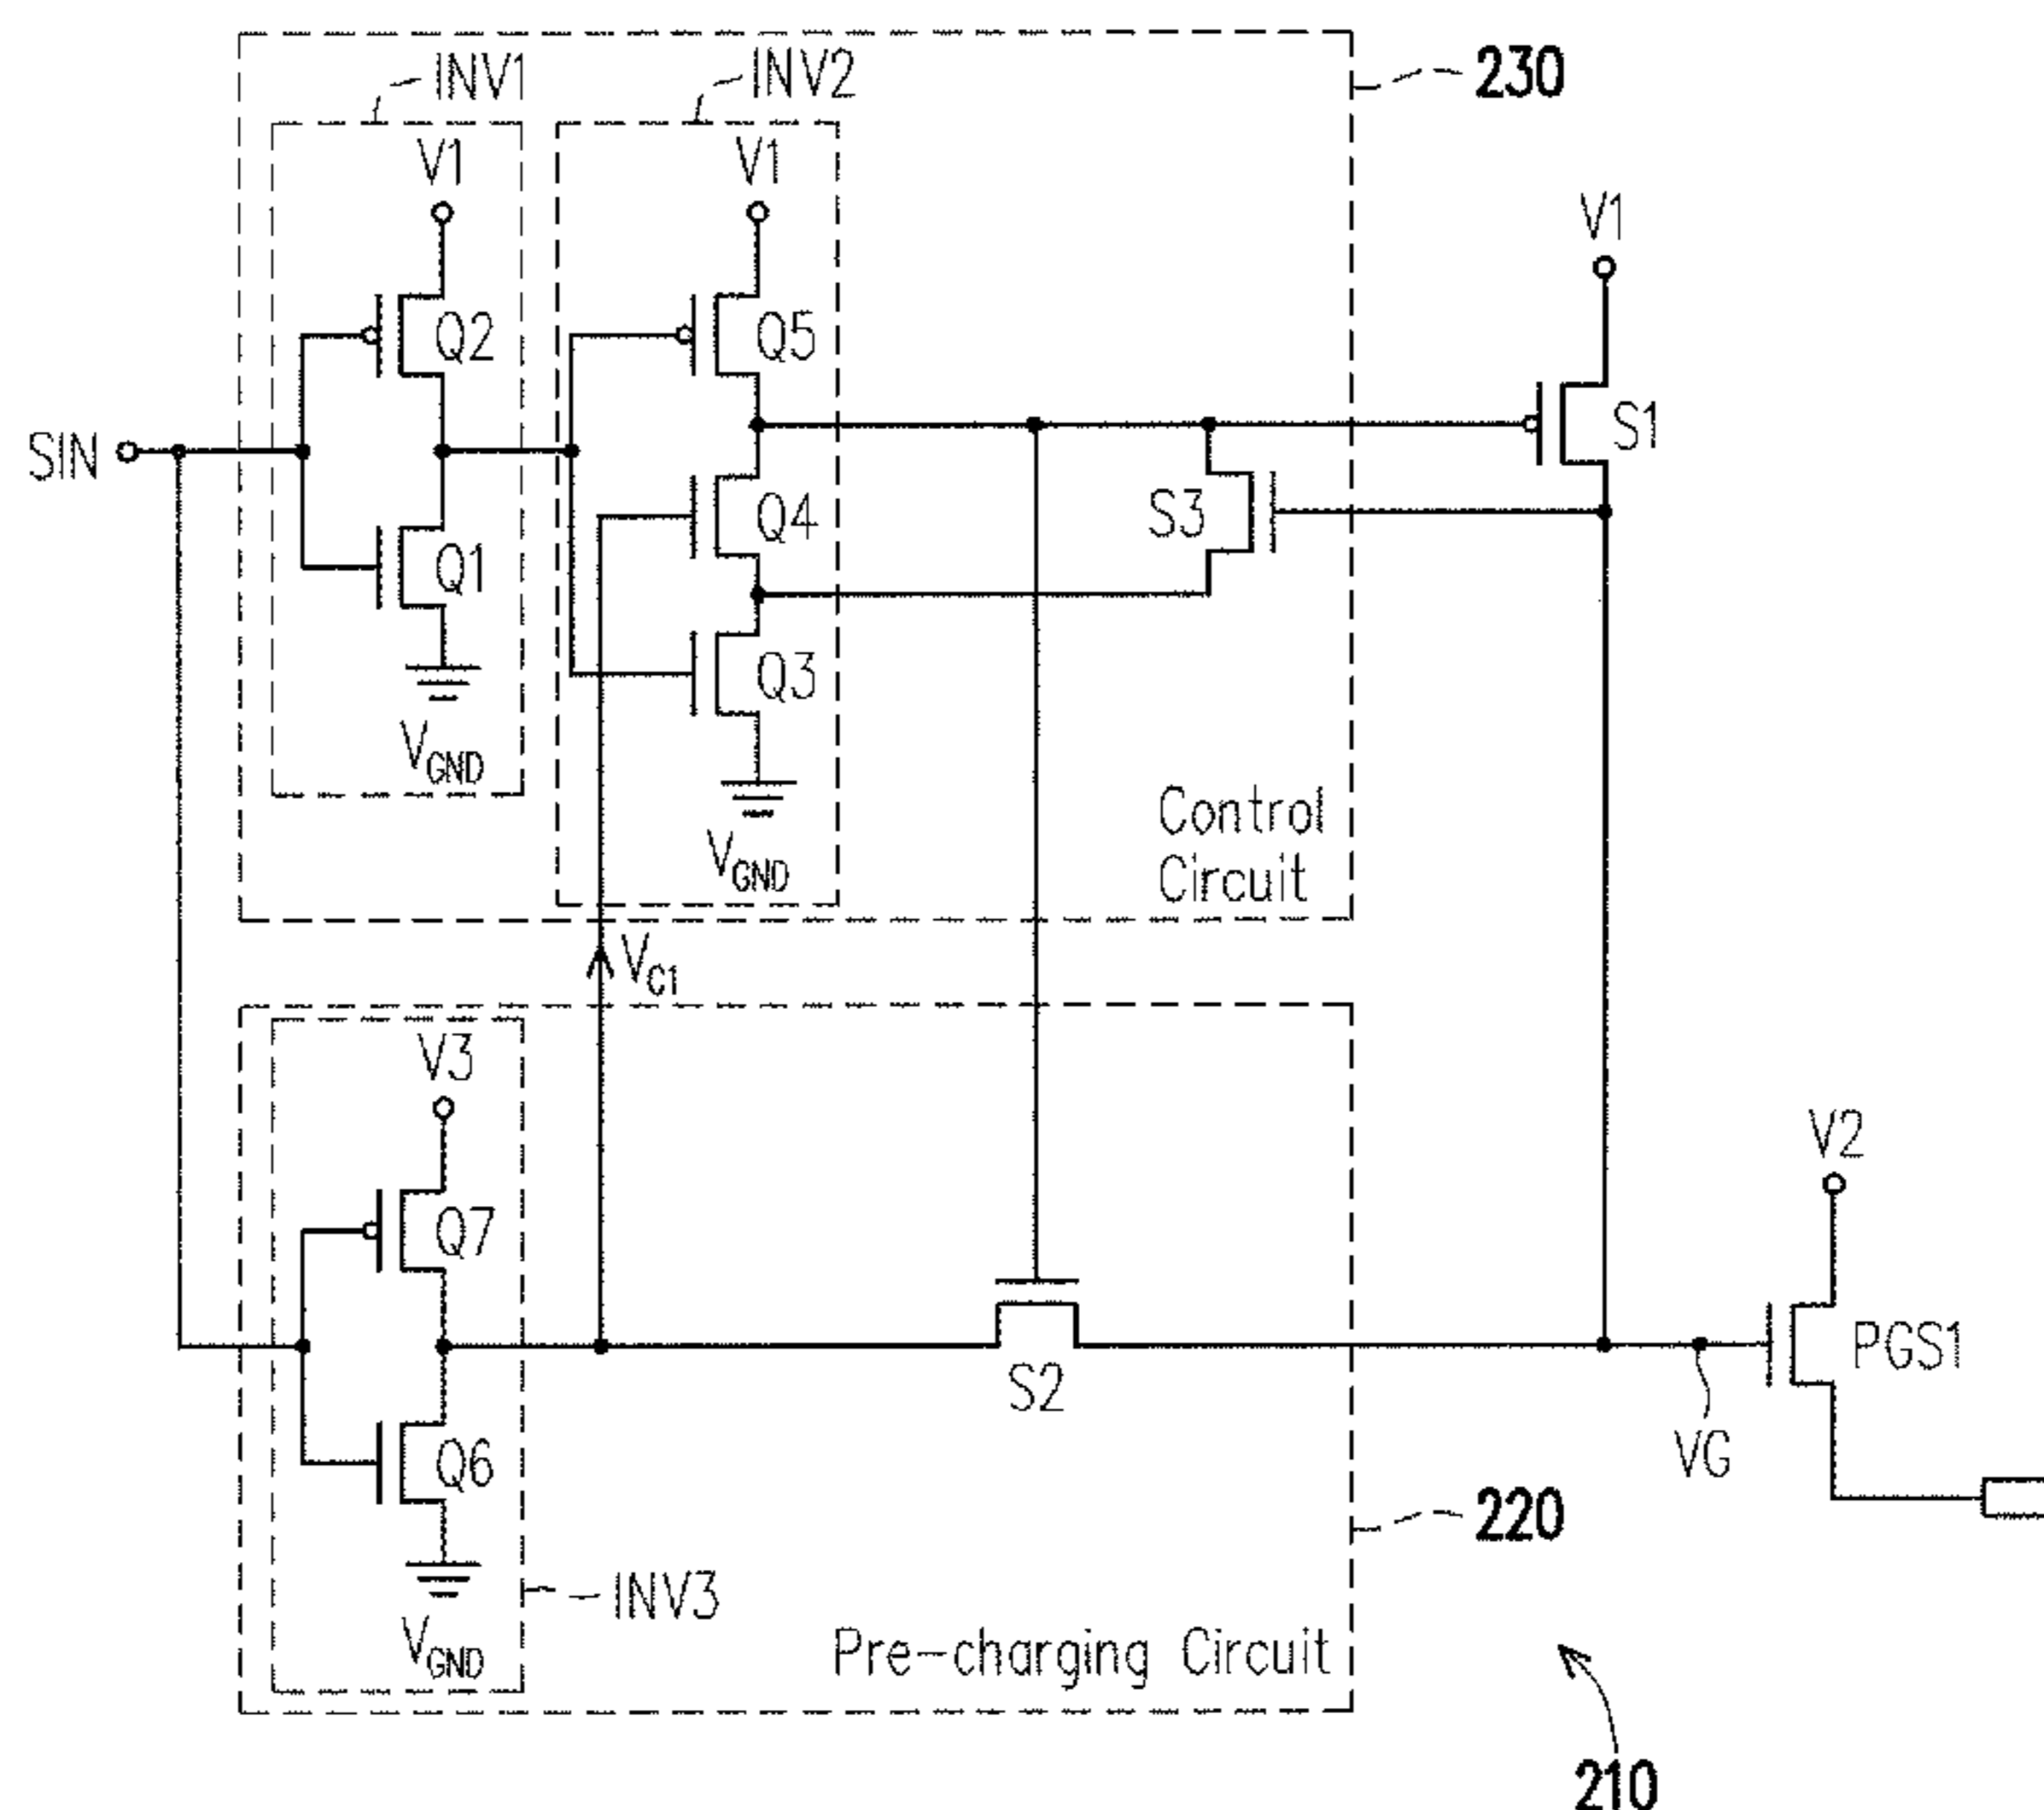 230
INV1
INV2
V1
V1
V1
Q2
Q5
S1
SIN
Q4
S3
Q1
Q3
VGND
VGND
Control
Circuit
VC1
V3
V2
Q7
PGS1
S2
Q6
VG
220
INV3
VGND
Pre-charging Circuit
210